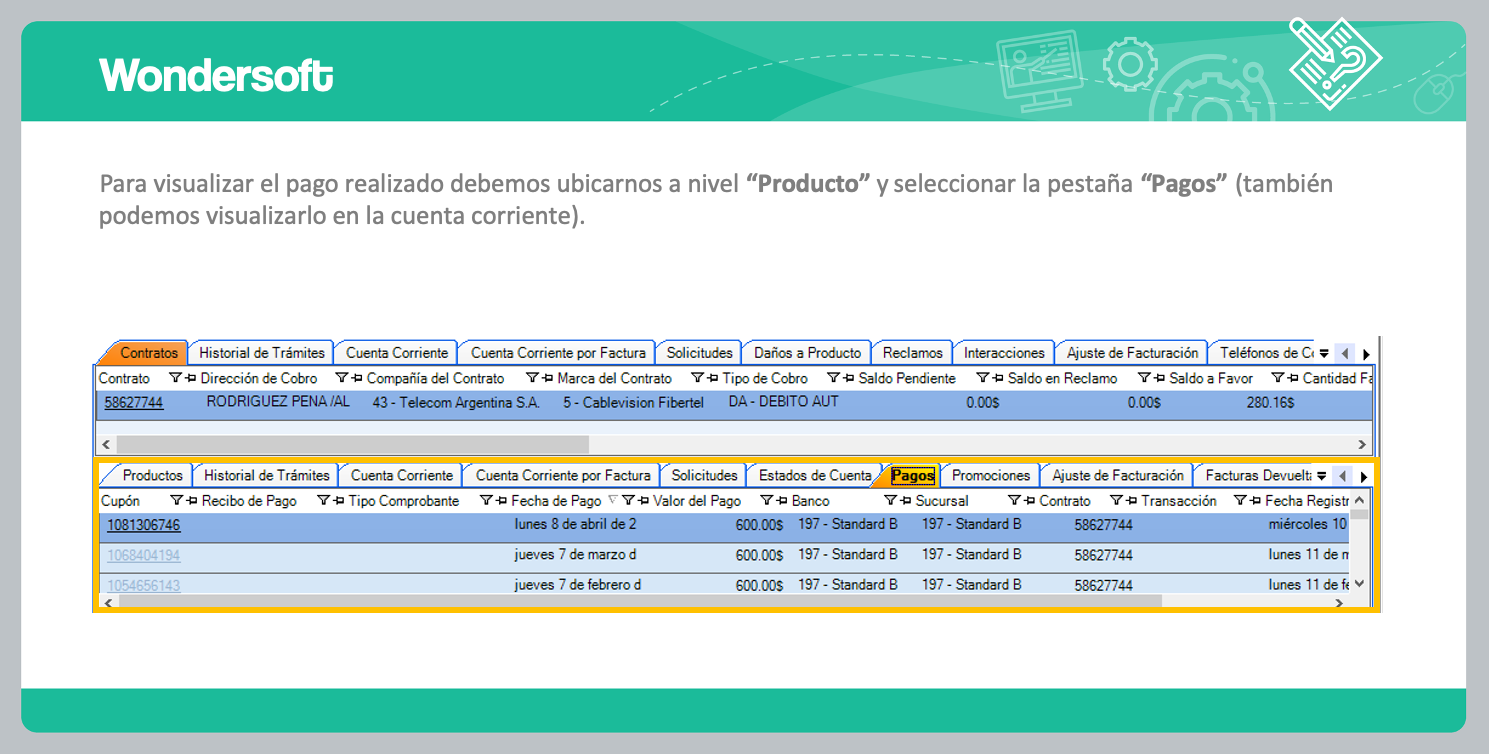 Wondersoft
Para visualizar el pago realizado debemos ubicarnos a nivel “Producto” y seleccionar la pestaña “Pagos” (también
podemos visualizarlo en la cuenta corriente).
Contratos Historial de Trámites Cuenta Corriente Cuenta Corriente por Factura Solicitudes Daños a Producto Reclamos Interacciones Ajuste de Facturación Teléfonos de
Contrato Dirección de Cobro Compañía del Contrato Marca del Contrato Tipo de Cobro Saldo Pendiente Saldo en Reclamo Saldo a Favor Cantidad
58627744 RODRIGUEZ PENA /AL 43 - Telecom Argentina S.A. 5 - Cablevision Fibertel DA - DEBITO AUT 0.00$ 0.00$ 280.16$
Productos Historial de Trámites Cuenta Corriente Cuenta Corriente por Factura Solicitudes Estados de Cuenta Pagos Promociones Ajuste de Facturación Facturas
Cupón Recibo de Pago Tipo Comprobante Fecha de Pago Valor del Pago Banco Sucursal Contrato Transacción Fecha Registr
1081306746 lunes 8 de abril de 2 600.00$ 197 - Standard B 197 - Standard B 58627744 miércoles 10
1068404194 jueves 7 de marzo d 600.00$ 197 - Standard B 197 - Standard B 58627744 lunes 11 de
1054656143 jueves 7 de febrero d 600.00$ 197 - Standard B 197 - Standard B 58627744 lunes 11 de